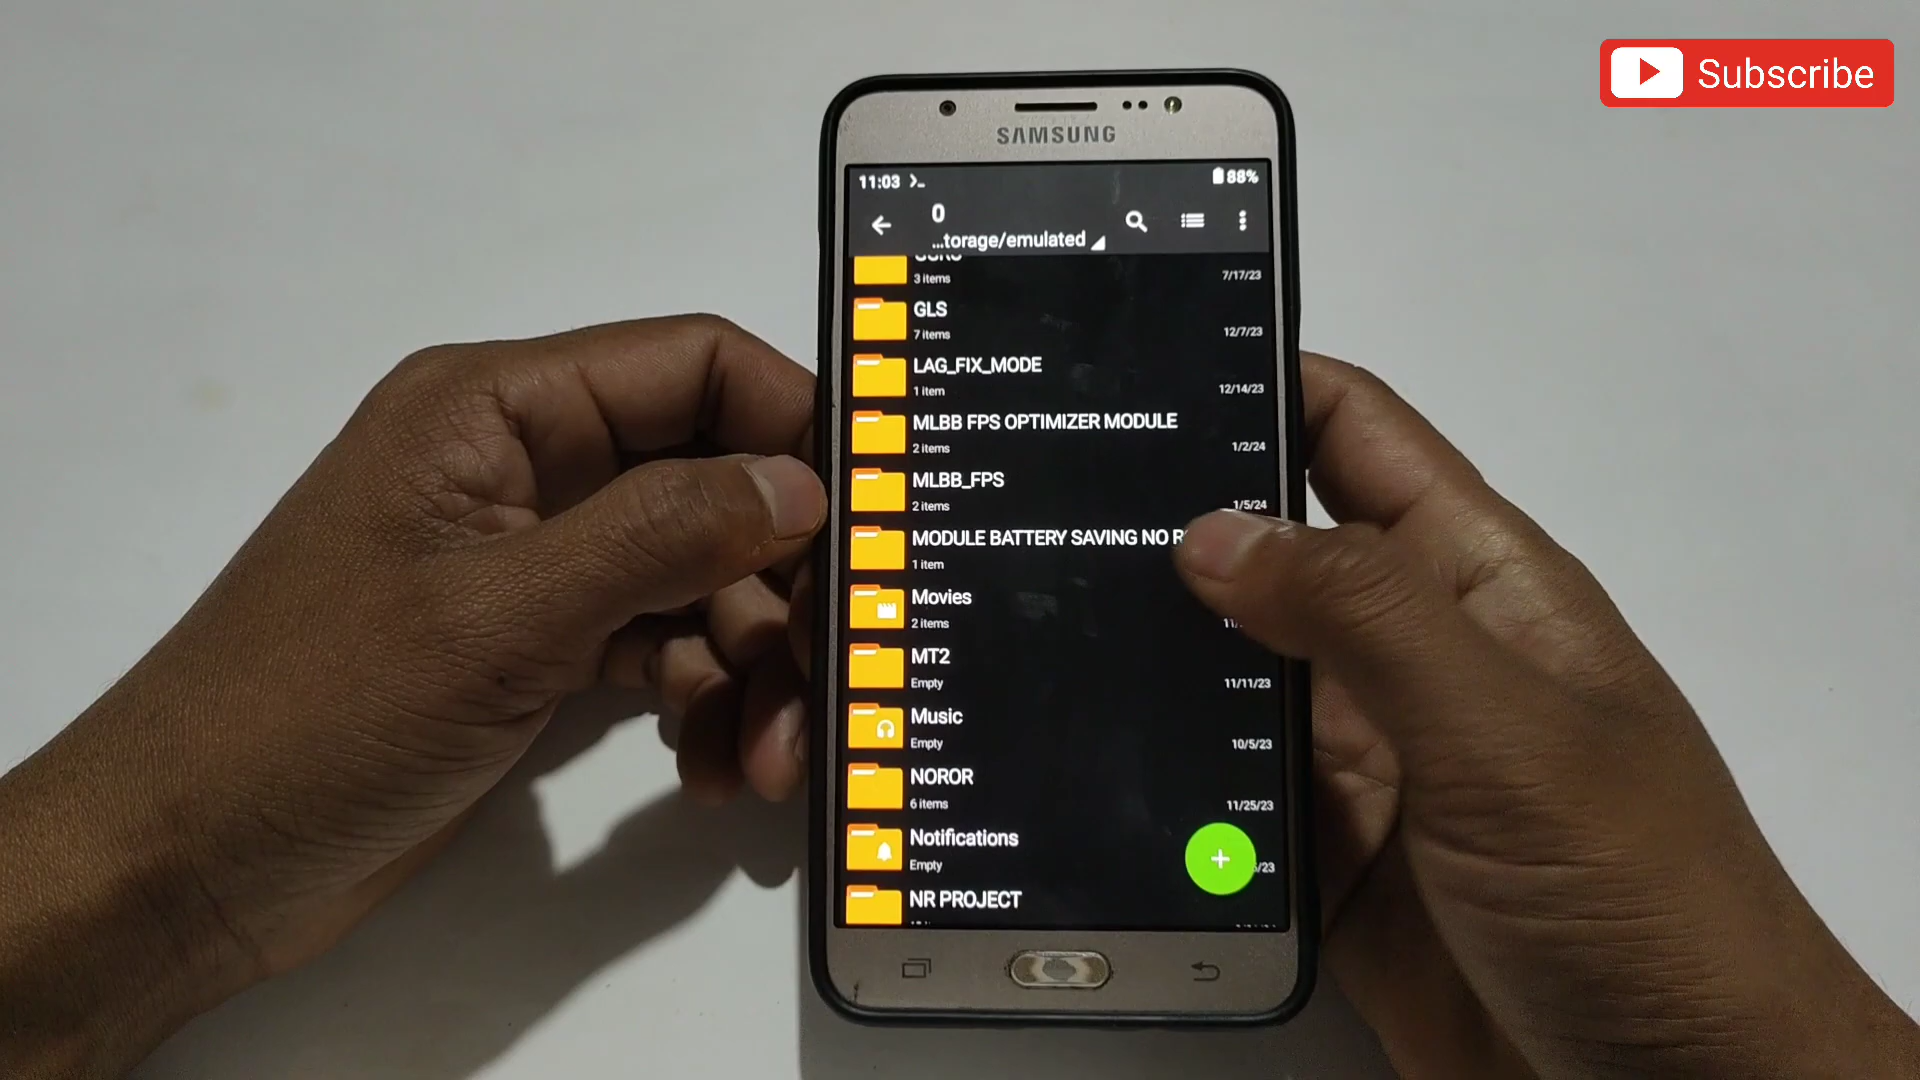 Subscribe
SAMSUNG
11:03
88%
0
...torage/emulated
3 items
7/17/23
GLS
7 items
12/7/23
LAG_FIX_MODE
1 item
12/14/23
MLBB FPS OPTIMIZER MODULE
2 items
1/2/24
MLBB_FPS
2 items
1/5/24
MODULE BATTERY SAVING NO
1 item
Movies
2 items
MT2
Empty
11/11/23
Music
Empty
10/5/23
NOROR
6 items
11/25/23
Notifications
Empty
NR PROJECT